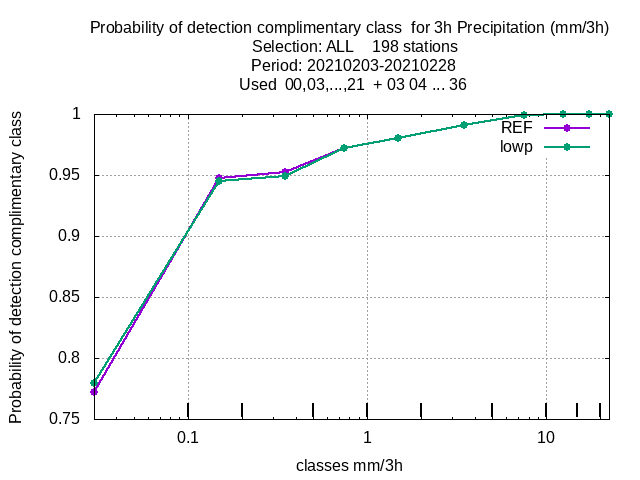 Probability of detection complimentary class  for 3h Precipitation (mm/3h)
Selection: ALL    198 stations
Period: 20210203-20210228
Used  00,03,...,21  + 03 04 ... 36
Probability of detection complimentary class
1
0.95
0.9
0.85
0.8
0.75
REF
lowp
0.1
1
10
classes mm/3h